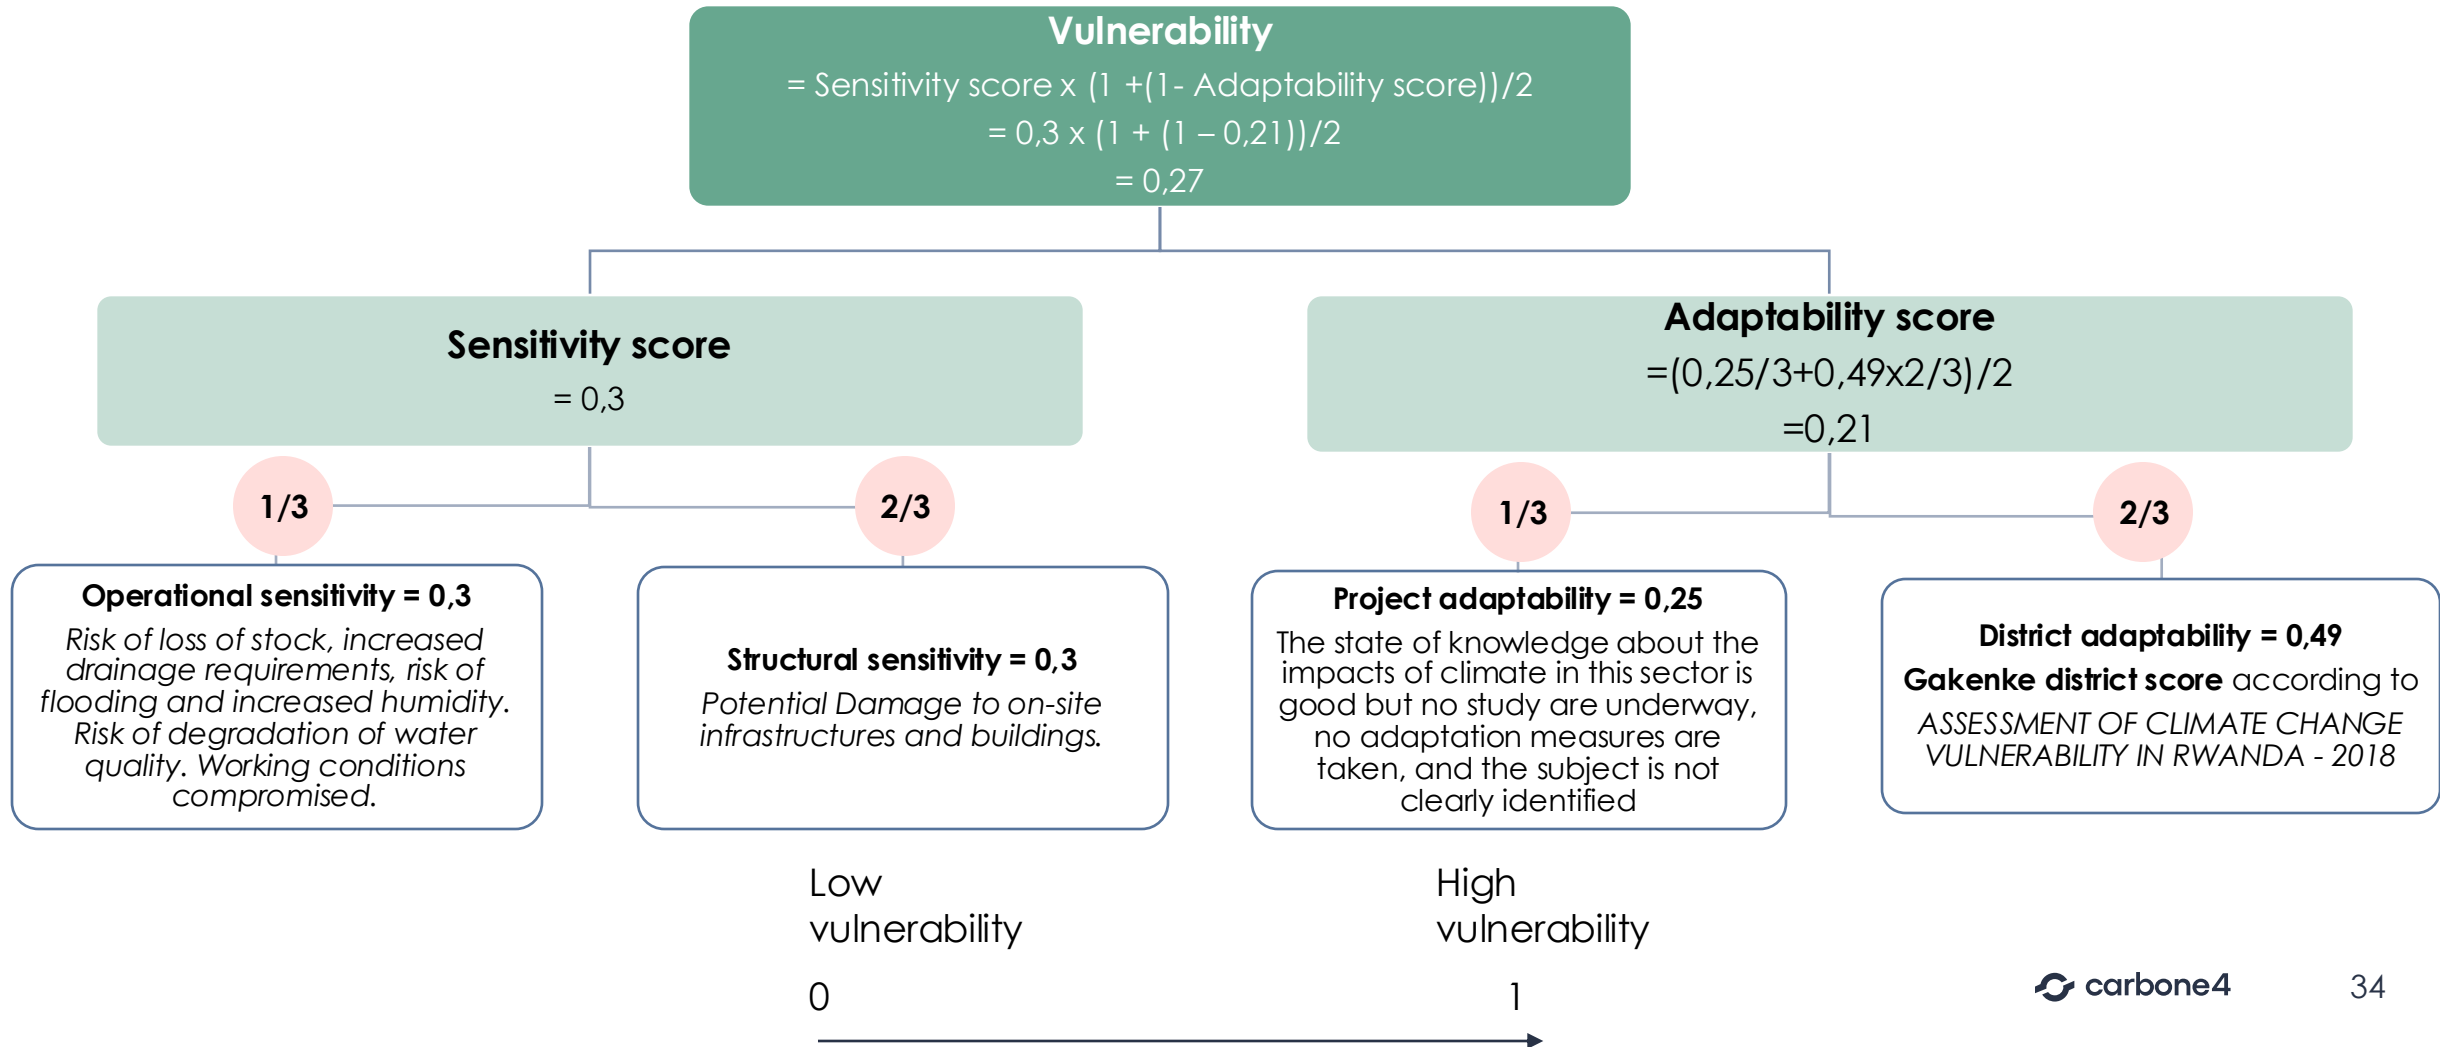 Vulnerability
= Sensitivity score x (1 +(1- Adaptability score))/2
= 0,3 x (1 + (1 – 0,21))/2
= 0,27
Sensitivity score
= 0,3
Adaptability score
=(0,25/3+0,49x2/3)/2
=0,21
1/3
2/3
1/3
2/3
Operational sensitivity = 0,3
Risk of loss of stock, increased
drainage requirements, risk of
flooding and increased humidity.
Risk of degradation of water
quality. Working conditions
compromised.
Structural sensitivity = 0,3
Potential Damage to on-site
infrastructures and buildings.
Project adaptability = 0,25
The state of knowledge about the
impacts of climate in this sector is
good but no study are underway,
no adaptation measures are
taken, and the subject is not
clearly identified
District adaptability = 0,49
Gakenke district score according to
ASSESSMENT OF CLIMATE CHANGE
VULNERABILITY IN RWANDA - 2018
Low
vulnerability
High
vulnerability
0
1
carbone4
34